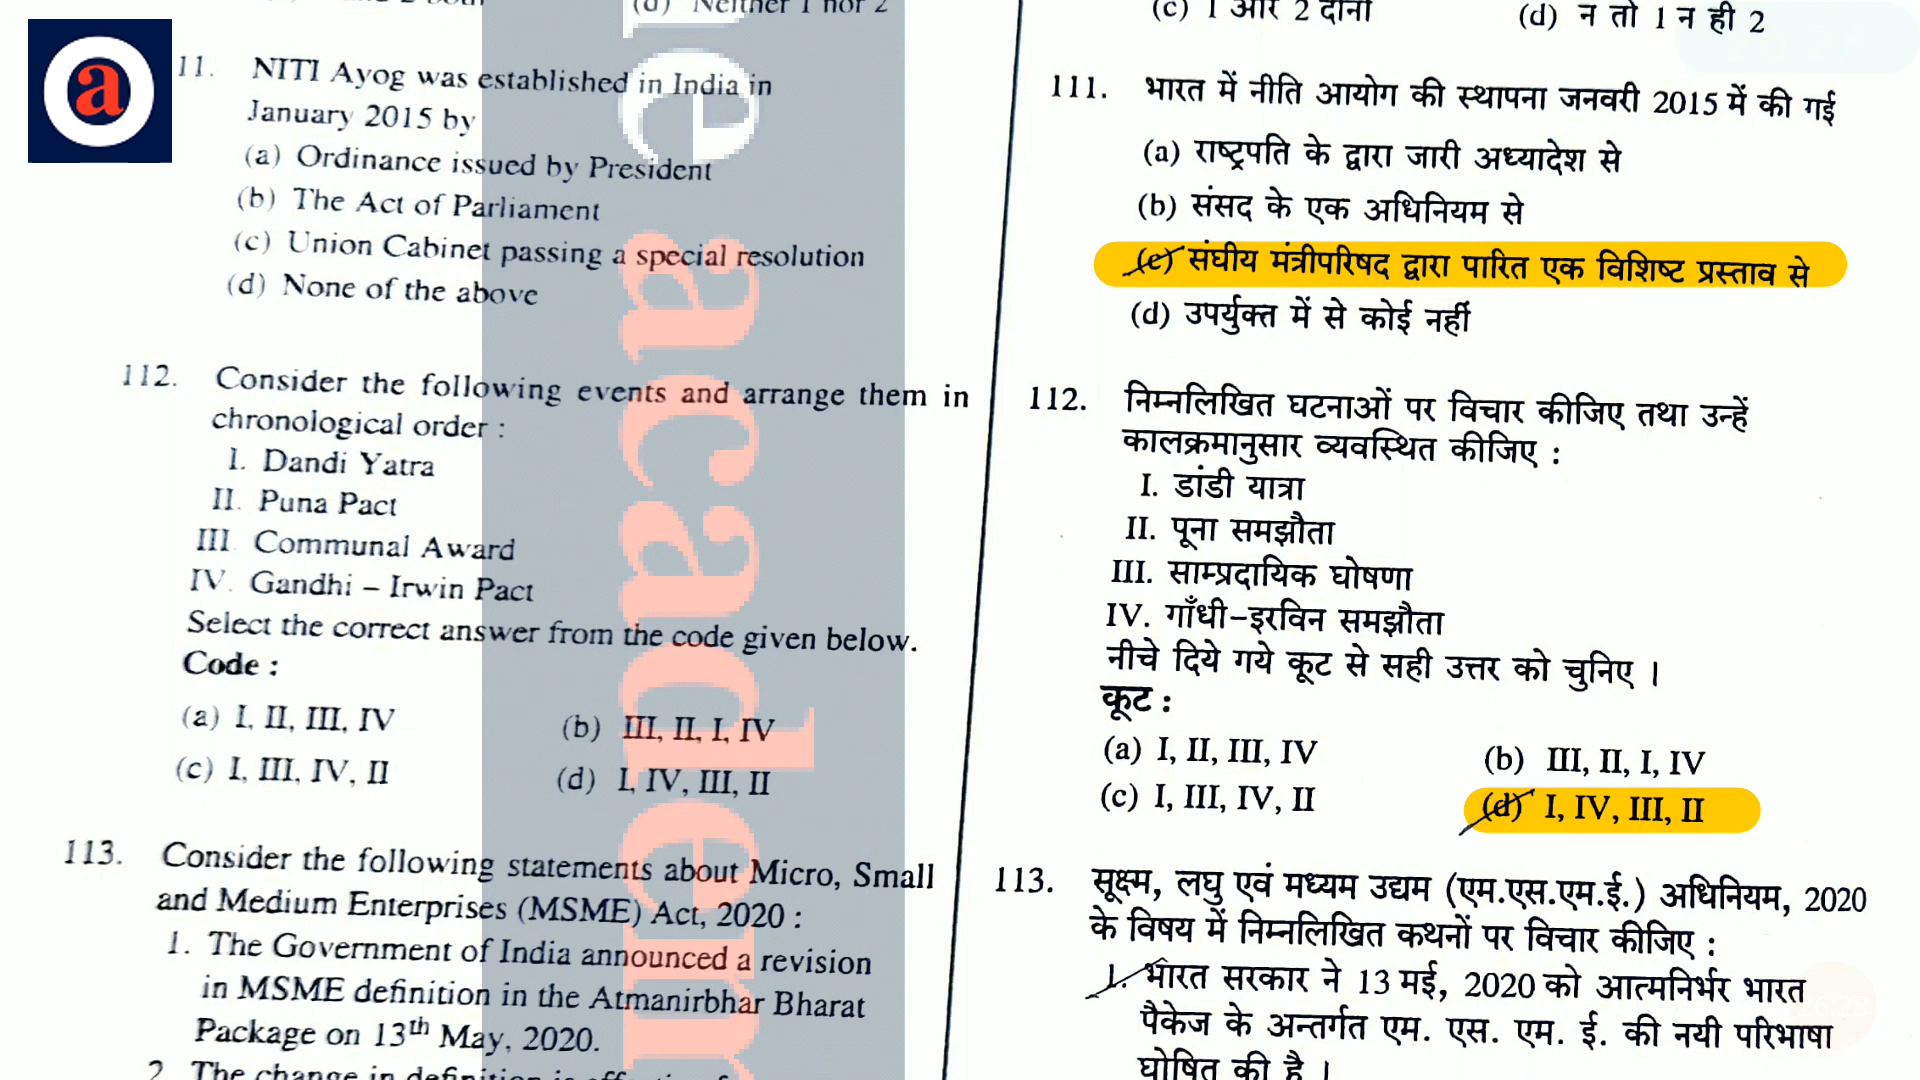 a
(d) Neither 1 nor 2
11. NITI Ayog was established in India in
January 2015 by
(a) Ordinance issued by President
(b) The Act of Parliament
(c) Union Cabinet passing a special resolution
(d) None of the above
112. Consider the following events and arrange them in
chronological order :
I. Dandi Yatra
II. Puna Pact
III. Communal Award
IV. Gandhi – Irwin Pact
Select the correct answer from the code given below.
Code :
(a) I, II, III, IV (b) III, II, I, IV
(c) I, III, IV, II (d) I, IV, III, II
113. Consider the following statements about Micro, Small
and Medium Enterprises (MSME) Act, 2020 :
1. The Government of India announced a revision
in MSME definition in the Atmanirbhar Bharat
Package on 13th May, 2020.
2. The change in definition is
(c) 1 और 2 दोनों (d) न तो 1 न ही 2
111. भारत में नीति आयोग की स्थापना जनवरी 2015 में की गई
(a) राष्ट्रपति के द्वारा जारी अध्यादेश से
(b) संसद के एक अधिनियम से
(c) संघीय मंत्रीपरिषद द्वारा पारित एक विशिष्ट प्रस्ताव से
(d) उपर्युक्त में से कोई नहीं
112. निम्नलिखित घटनाओं पर विचार कीजिए तथा उन्हें
कालक्रमानुसार व्यवस्थित कीजिए :
I. डांडी यात्रा
II. पूना समझौता
III. साम्प्रदायिक घोषणा
IV. गाँधी–इरविन समझौता
नीचे दिये गये कूट से सही उत्तर को चुनिए ।
कूट :
(a) I, II, III, IV (b) III, II, I, IV
(c) I, III, IV, II (d) I, IV, III, II
113. सूक्ष्म, लघु एवं मध्यम उद्यम (एम.एस.एम.ई.) अधिनियम, 2020
के विषय में निम्नलिखित कथनों पर विचार कीजिए :
1. भारत सरकार ने 13 मई, 2020 को आत्मनिर्भर भारत
पैकेज के अन्तर्गत एम. एस. एम. ई. की नयी परिभाषा
घोषित की है ।
he academ